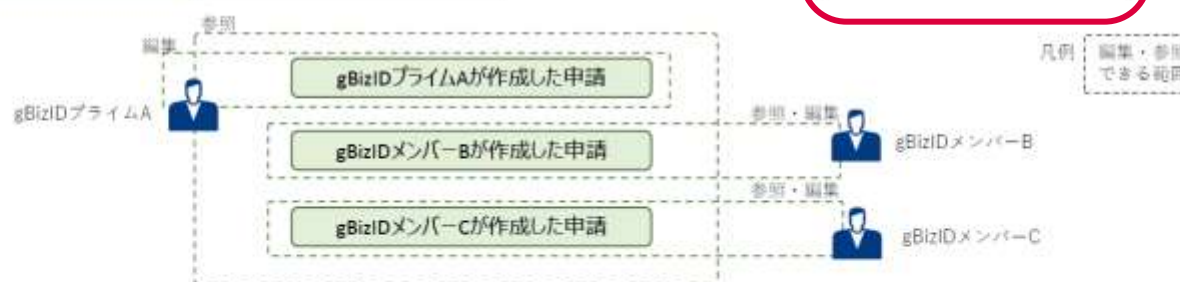 参照
編集
gBizIDプライムA
gBizIDプライムAが作成した申請
凡例
編集・参照
できる範囲
参照・編集
gBizIDメンバーBが作成した申請
gBizIDメンバーB
参照・編集
gBizIDメンバーCが作成した申請
gBizIDメンバーC